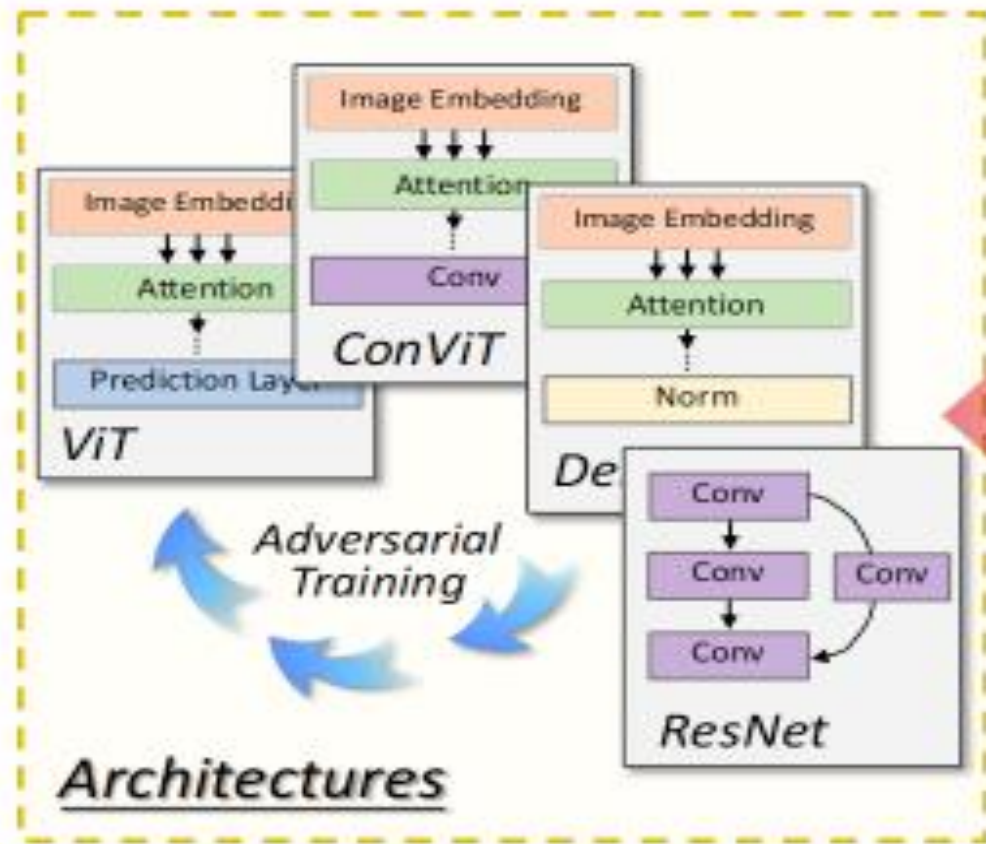 Image Embedding
Attention
Conv
ConViT
Image Embeddi
Attention
Prediction Layer
ViT
Image Embedding
Attention
Norm
De
Conv
Conv
Conv
Conv
ResNet
Adversarial
Training
Architectures